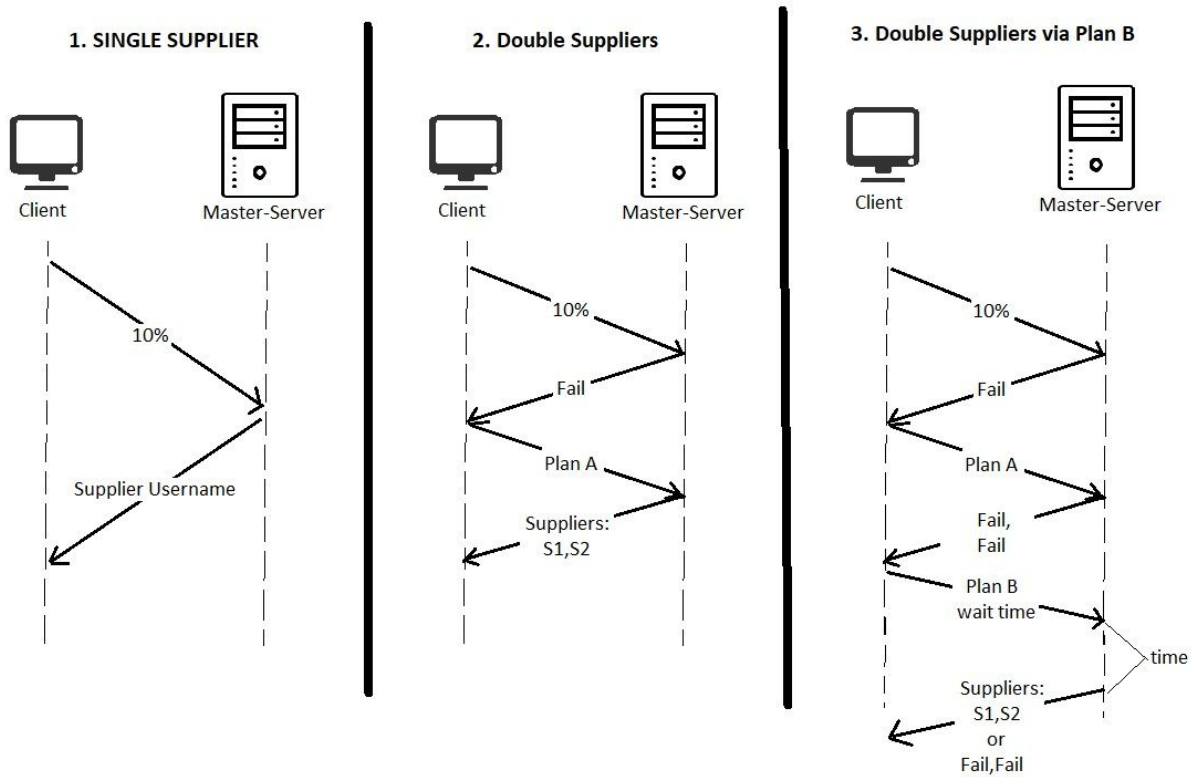 1. SINGLE SUPPLIER
Client
Master-Server
10%
Supplier Username
2. Double Suppliers
Client
Master-Server
10%
Fail
Plan A
Suppliers:
S1,S2
3. Double Suppliers via Plan B
Client
Master-Server
10%
Fail
Plan A
Fail,
Fail
Plan B
wait time
time
Suppliers:
S1,S2
or
Fail,Fail